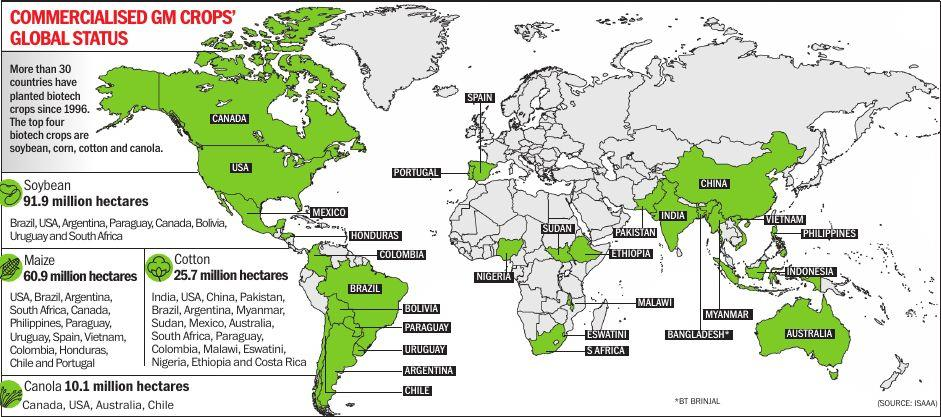 COMMERCIALISED GM CROPS'
GLOBAL STATUS
More than 30
countries have
planted biotech
crops since 1996.
The top four
biotech crops are
soybean, corn, cotton and canola.
Soybean
91.9 million hectares
Brazil, USA, Argentina, Paraguay, Canada, Bolivia,
Uruguay and South Africa
Maize
60.9 million hectares
USA, Brazil, Argentina,
South Africa, Canada,
Philippines, Paraguay,
Uruguay, Spain, Vietnam,
Colombia, Honduras,
Chile and Portugal
Cotton
25.7 million hectares
India, USA, China, Pakistan,
Brazil, Argentina, Myanmar,
Sudan, Mexico, Australia,
South Africa, Paraguay,
Colombia, Malawi, Eswatini,
Nigeria, Ethiopia and Costa Rica
Canola 10.1 million hectares
Canada, USA, Australia, Chile
CANADA
USA
MEXICO
HONDURAS
COLOMBIA
BRAZIL
BOLIVIA
PARAGUAY
URUGUAY
ARGENTINA
CHILE
SPAIN
PORTUGAL
SUDAN
PAKISTAN
ETHIOPIA
NIGERIA
MALAWI
ESWATINI
S AFRICA
CHINA
INDIA
VIETNAM
PHILIPPINES
INDONESIA
MYANMAR
BANGLADESH*
AUSTRALIA
*BT BRINJAL
(SOURCE: ISAAA)